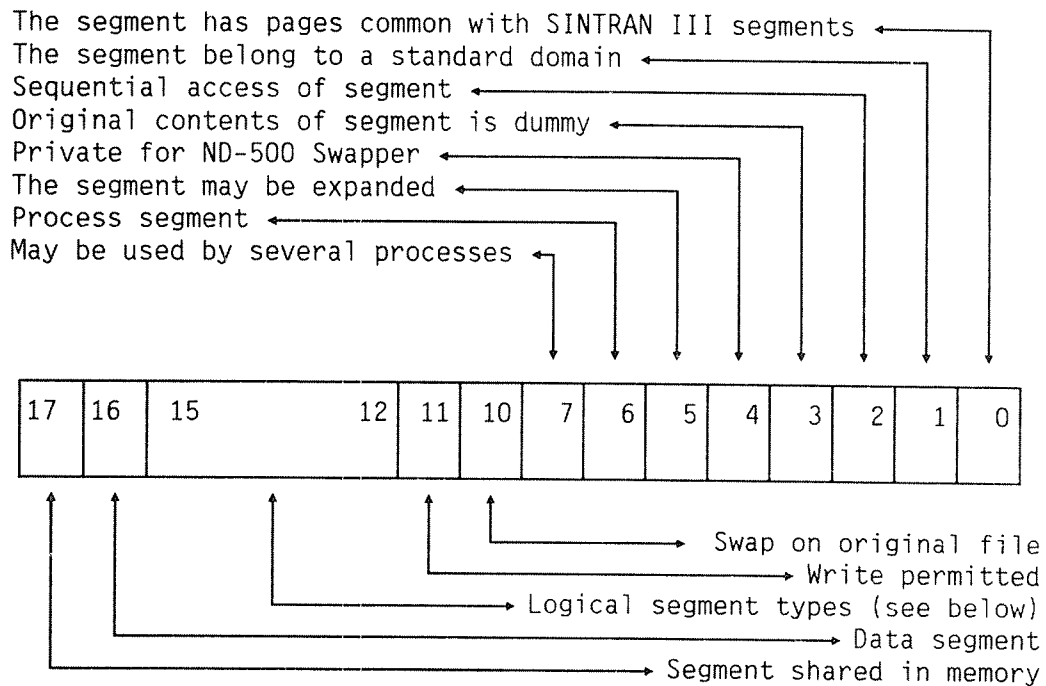 The segment has pages common with SINTRAN III segments
The segment belong to a standard domain
Sequential access of segment
Original contents of segment is dummy
Private for ND-500 Swapper
The segment may be expanded
Process segment
May be used by several processes
17 16 15 12 11 10 7 6 5 4 3 2 1 0
Swap on original file
Write permitted
Logical segment types (see below)
Data segment
Segment shared in memory